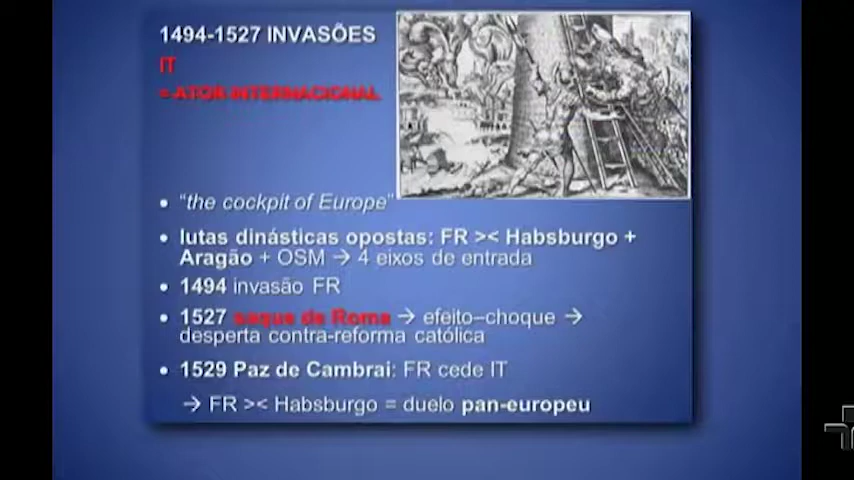 1494-1527 INVASÕES
IT
= ATOR INTERNACIONAL
• "the cockpit of Europe"
• lutas dinásticas opostas: FR >< Habsburgo +
Aragão + OSM → 4 eixos de entrada
• 1494 invasão FR
• 1527 saque de Roma → efeito–choque →
desperta contra-reforma católica
• 1529 Paz de Cambrai: FR cede IT
→ FR >< Habsburgo = duelo pan-europeu